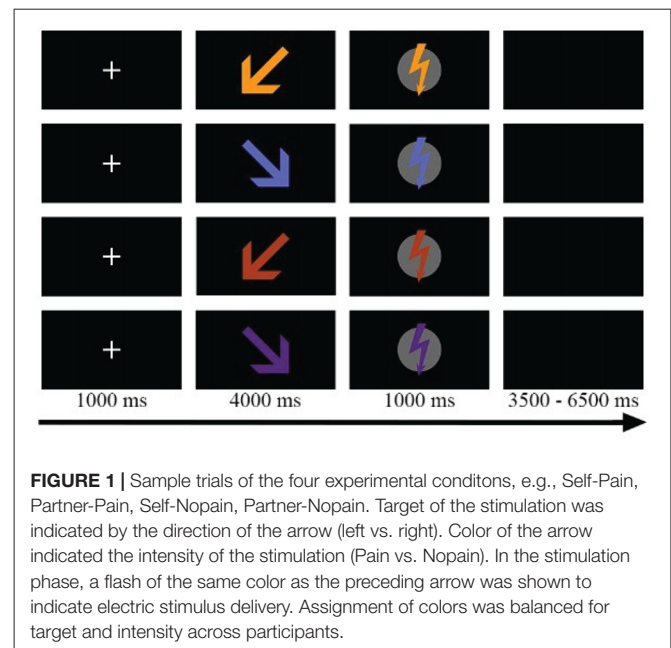 1000 ms 4000 ms 1000 ms 3500 - 6500 ms
FIGURE 1 | Sample trials of the four experimental conditons, e.g., Self-Pain,
Partner-Pain, Self-Nopain, Partner-Nopain. Target of the stimulation was
indicated by the direction of the arrow (left vs. right). Color of the arrow
indicated the intensity of the stimulation (Pain vs. Nopain). In the stimulation
phase, a flash of the same color as the preceding arrow was shown to
indicate electric stimulus delivery. Assignment of colors was balanced for
target and intensity across participants.